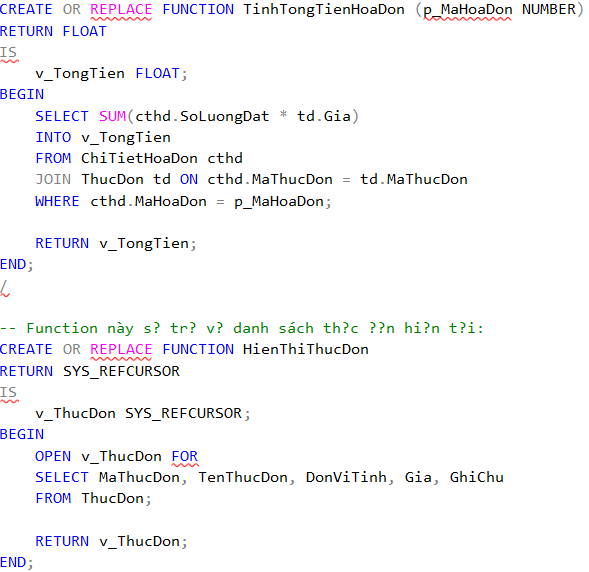 CREATE OR REPLACE FUNCTION TinhTongTienHoaDon (p_MaHoaDon NUMBER)
RETURN FLOAT
IS
    v_TongTien FLOAT;
BEGIN
    SELECT SUM(cthd.SoLuongDat * td.Gia)
    INTO v_TongTien
    FROM ChiTietHoaDon cthd
    JOIN ThucDon td ON cthd.MaThucDon = td.MaThucDon
    WHERE cthd.MaHoaDon = p_MaHoaDon;

    RETURN v_TongTien;
END;
/

-- Function này s? tr? v? danh sách th?c ??n hi?n t?i:
CREATE OR REPLACE FUNCTION HienThiThucDon
RETURN SYS_REFCURSOR
IS
    v_ThucDon SYS_REFCURSOR;
BEGIN
    OPEN v_ThucDon FOR
    SELECT MaThucDon, TenThucDon, DonViTinh, Gia, GhiChu
    FROM ThucDon;

    RETURN v_ThucDon;
END;